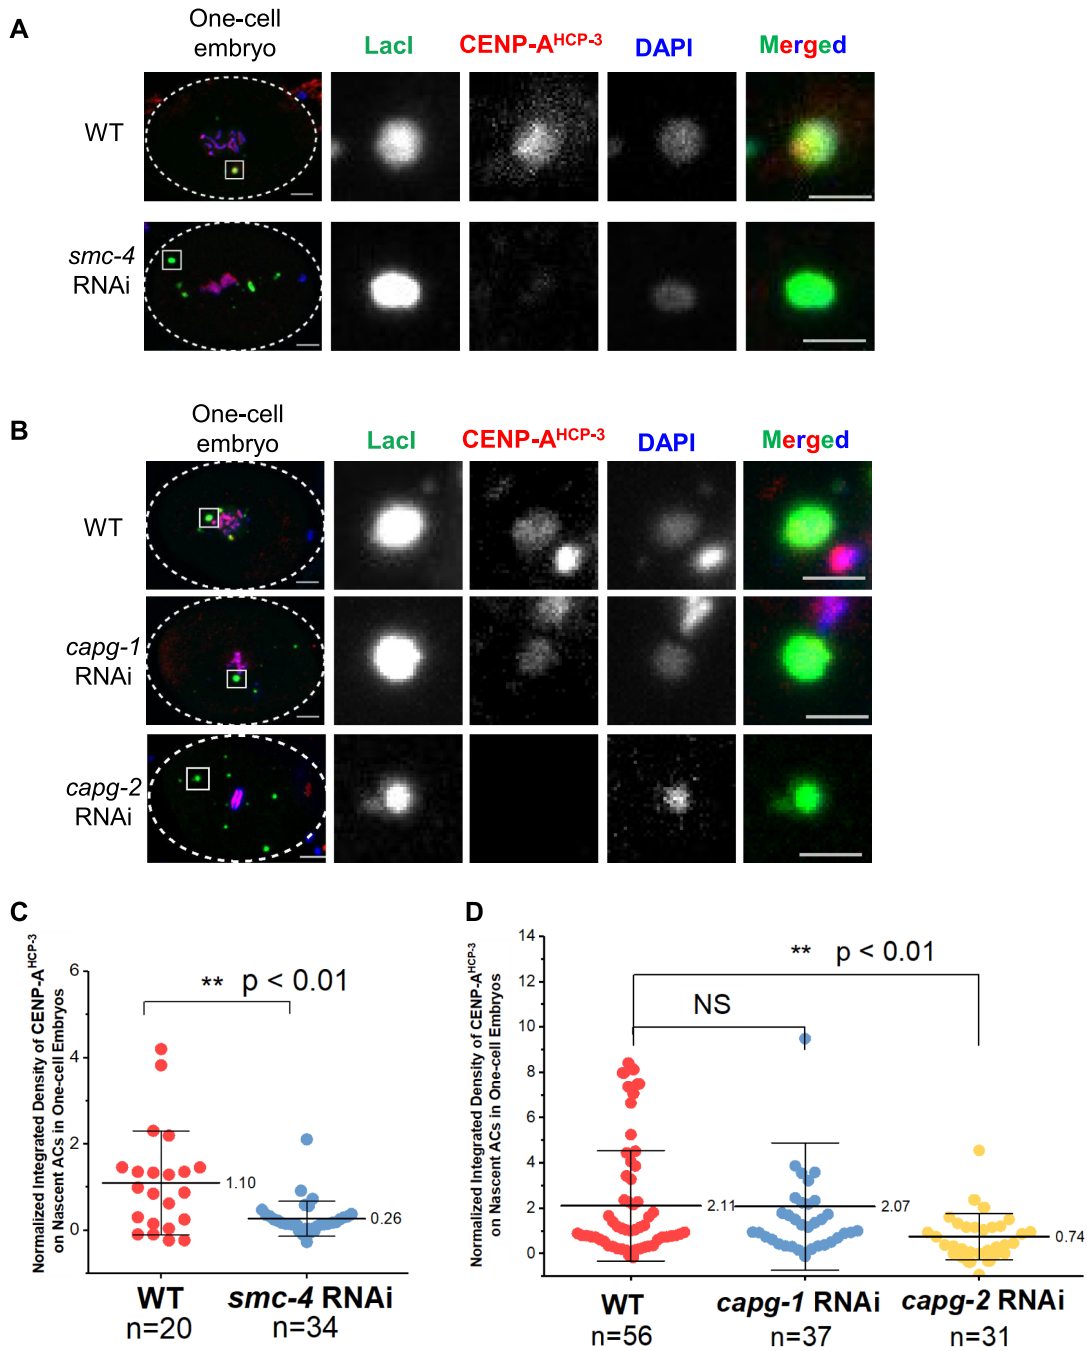 A
One-cell
embryo
LacI
CENP-A^HCP-3
DAPI
Merged
WT
smc-4
RNAi
B
One-cell
embryo
LacI
CENP-A^HCP-3
DAPI
Merged
WT
capg-1
RNAi
capg-2
RNAi
C
Normalized Integrated Density of CENP-A^HCP-3
on Nascent ACs in One-cell Embryos
6
4
2
0
** p < 0.01
1.10
0.26
WT
smc-4 RNAi
n=20
n=34
D
Normalized Integrated Density of CENP-A^HCP-3
on Nascent ACs in One-cell Embryos
14
12
10
8
6
4
2
0
** p < 0.01
NS
2.11
2.07
0.74
WT
capg-1 RNAi
capg-2 RNAi
n=56
n=37
n=31